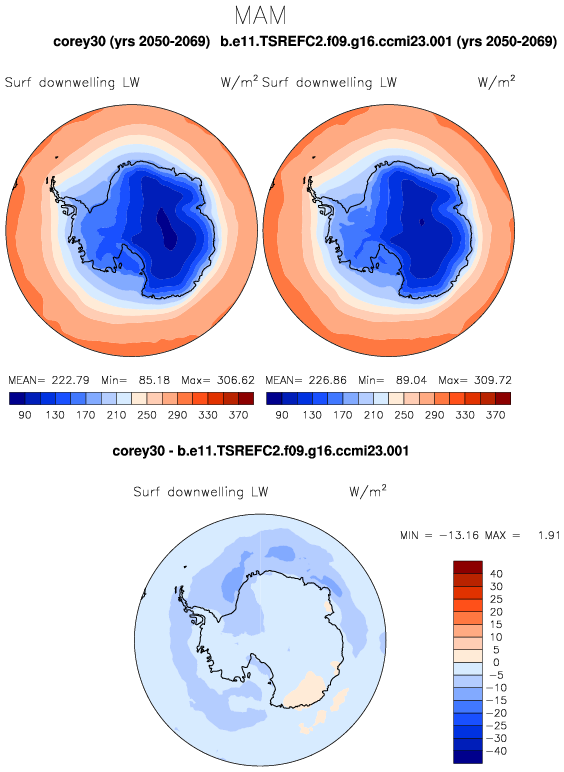 MAM
corey30 (yrs 2050-2069) b.e11.TSREFC2.f09.g16.ccmi23.001 (yrs 2050-2069)
Surf downwelling LW W/m² Surf downwelling LW W/m²
MEAN= 222.79 Min= 85.18 Max= 306.62 MEAN= 226.86 Min= 89.04 Max= 309.72
90 130 170 210 250 290 330 370 90 130 170 210 250 290 330 370
corey30 - b.e11.TSREFC2.f09.g16.ccmi23.001
Surf downwelling LW W/m²
MIN = -13.16 MAX = 1.91
40
30
25
20
15
10
5
0
-5
-10
-15
-20
-25
-30
-40